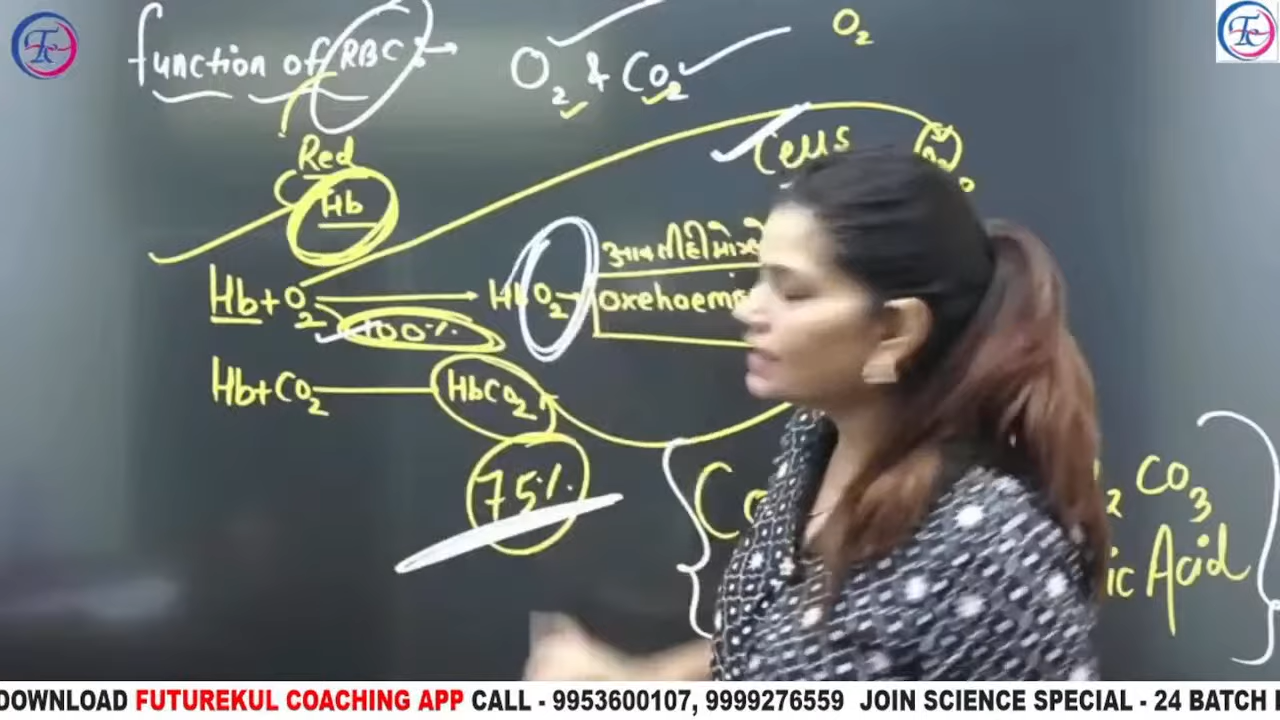 function of RBC:→ O₂ & CO₂ O₂
Cells
Red
Hb
Hb+O₂ → HbO₂ → Oxehaem
100%
Hb+CO₂ HbCO₂
75%
CO₃
ic Acid
DOWNLOAD FUTUREKUL COACHING APP CALL - 9953600107, 9999276559 JOIN SCIENCE SPECIAL - 24 BATCH